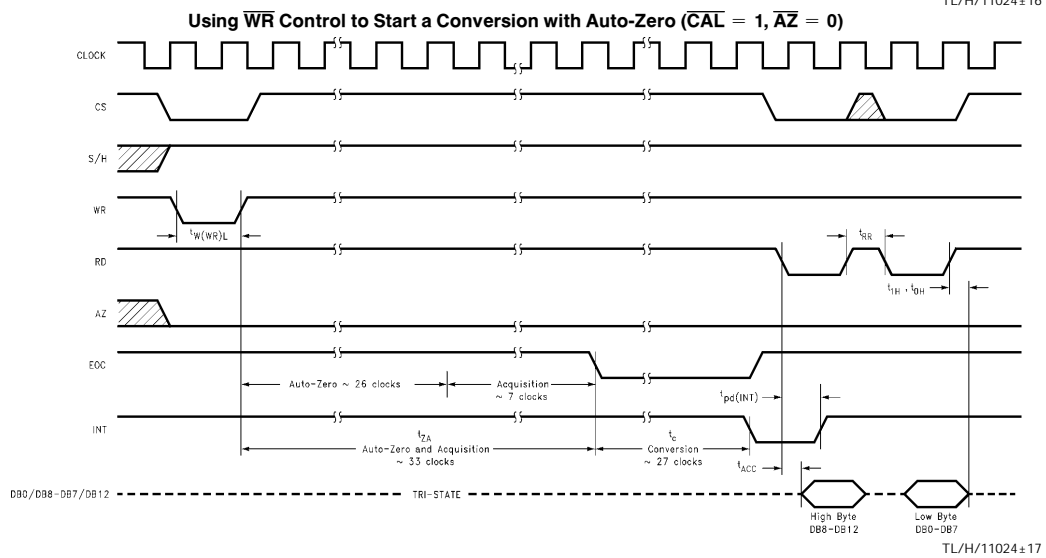 TL/H/11024±16
Using WR Control to Start a Conversion with Auto-Zero (CAL = 1, AZ = 0)
CLOCK
CS
S/H
WR
tW(WR)L
RD
tRR
t1H , t0H
AZ
EOC
Auto-Zero ~ 26 clocks
Acquisition
~ 7 clocks
tpd(INT)
INT
tZA
Auto-Zero and Acquisition
~ 33 clocks
tc
Conversion
~ 27 clocks
tACC
DB0/DB8-DB7/DB12
TRI-STATE
High Byte
DB8-DB12
Low Byte
DB0-DB7
TL/H/11024±17